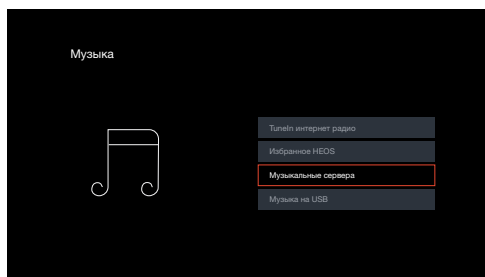 Музыка
TuneIn интернет радио
Избранное HEOS
Музыкальные сервера
Музыка на USB